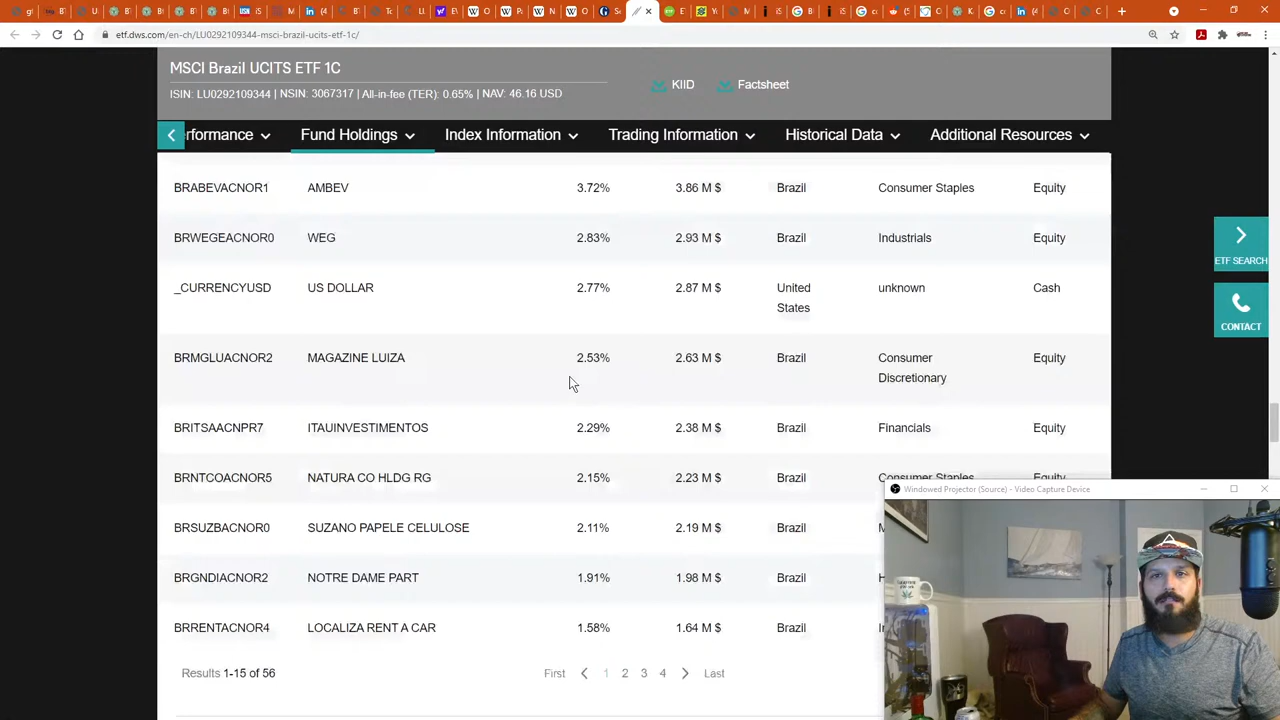 etf.dws.com/en-ch/LU0292109344-msci-brazil-ucits-etf-1c/
MSCI Brazil UCITS ETF 1C
ISIN: LU0292109344 | NSIN: 3067317 | All-in-fee (TER): 0.65% | NAV: 46.16 USD
KIID
Factsheet
erformance
Fund Holdings
Index Information
Trading Information
Historical Data
Additional Resources
BRABEVACNOR1 AMBEV 3.72% 3.86 M $ Brazil Consumer Staples Equity
BRWEGEACNOR0 WEG 2.83% 2.93 M $ Brazil Industrials Equity
_CURRENCYUSD US DOLLAR 2.77% 2.87 M $ United States unknown Cash
BRMGLUACNOR2 MAGAZINE LUIZA 2.53% 2.63 M $ Brazil Consumer Discretionary Equity
BRITSAACNPR7 ITAUINVESTIMENTOS 2.29% 2.38 M $ Brazil Financials Equity
BRNTCOACNOR5 NATURA CO HLDG RG 2.15% 2.23 M $ Brazil Consumer Staples Equity
BRSUZBACNOR0 SUZANO PAPELE CELULOSE 2.11% 2.19 M $ Brazil
BRGNDIACNOR2 NOTRE DAME PART 1.91% 1.98 M $ Brazil
BRRENTACNOR4 LOCALIZA RENT A CAR 1.58% 1.64 M $ Brazil
Results 1-15 of 56
First 1 2 3 4 Last
ETF SEARCH
CONTACT
Windowed Projector (Source) - Video Capture Device